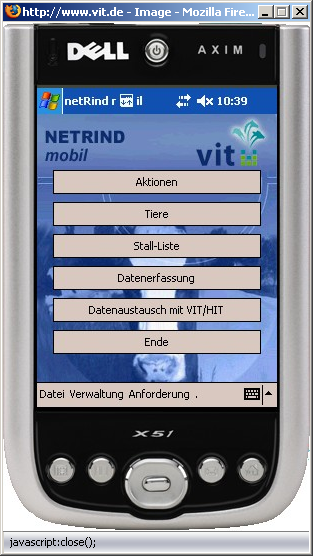 http://www.vit.de - Image - Mozilla Fire...
DELL AXIM
netRind r il 10:39
NETRIND
mobil
vit
Aktionen
Tiere
Stall-Liste
Datenerfassung
Datenaustausch mit VIT/HIT
Ende
Datei Verwaltung Anforderung .
X51
javascript:close();